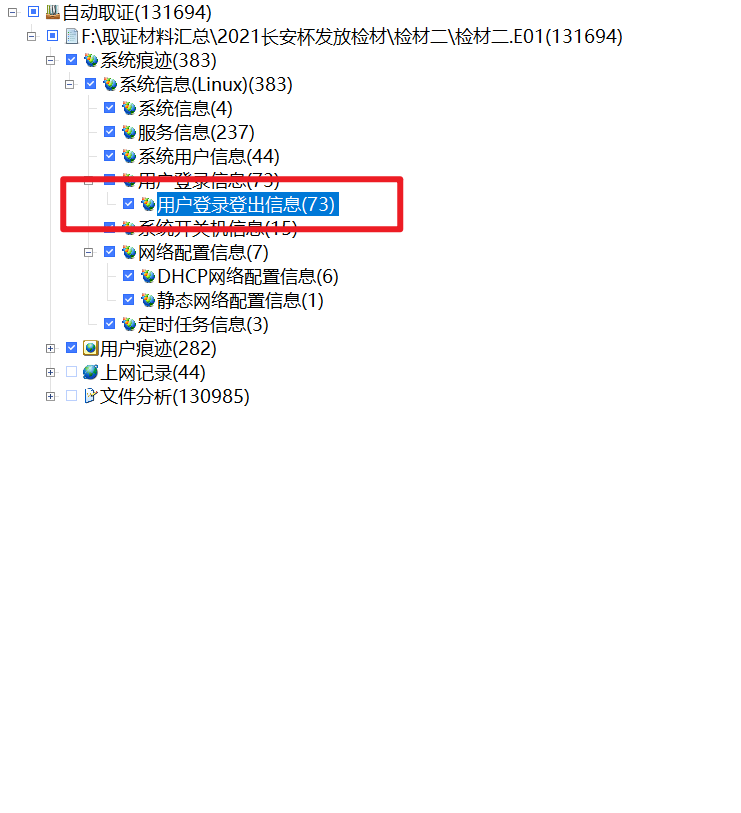 自动取证(131694)
F:\取证材料汇总\2021长安杯发放检材\检材二\检材二.E01(131694)
系统痕迹(383)
系统信息(Linux)(383)
系统信息(4)
服务信息(237)
系统用户信息(44)
用户登录信息(73)
用户登录登出信息(73)
系统开关机信息(15)
网络配置信息(7)
DHCP网络配置信息(6)
静态网络配置信息(1)
定时任务信息(3)
用户痕迹(282)
上网记录(44)
文件分析(130985)